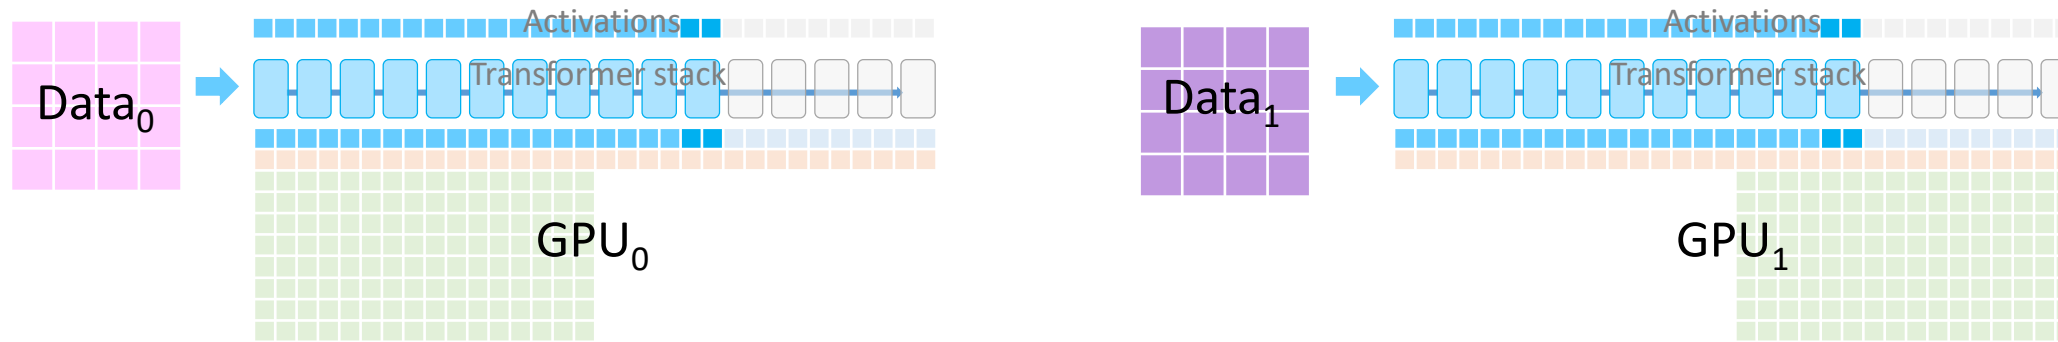 Activations
Transformer stack
Data0
GPU0
Activations
Transformer stack
Data1
GPU1